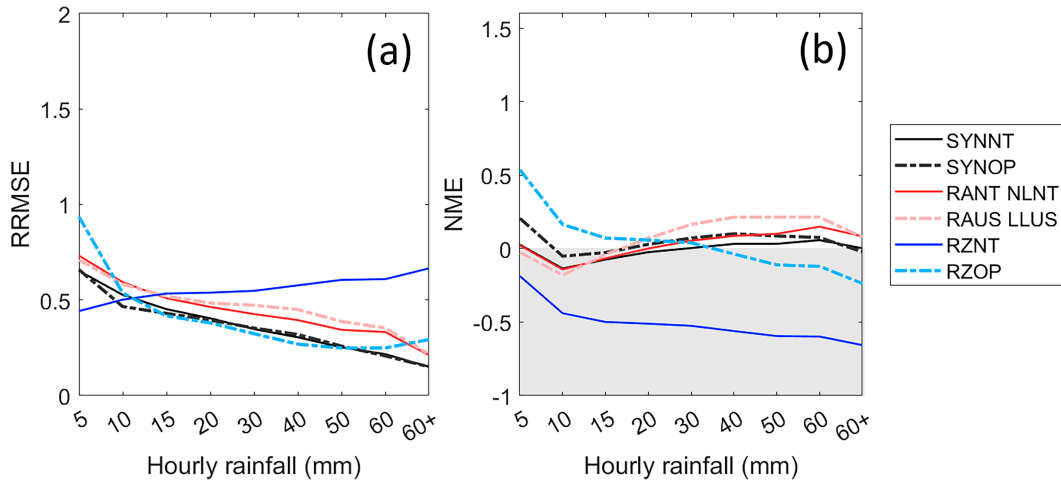 (a)
RRMSE
2
1.5
1
0.5
0
5 10 15 20 30 40 50 60 60+
Hourly rainfall (mm)
(b)
NME
1.5
1
0.5
0
-0.5
-1
5 10 15 20 30 40 50 60 60+
Hourly rainfall (mm)
SYNNT
SYNOP
RANT NLNT
RAUS LLUS
RZNT
RZOP